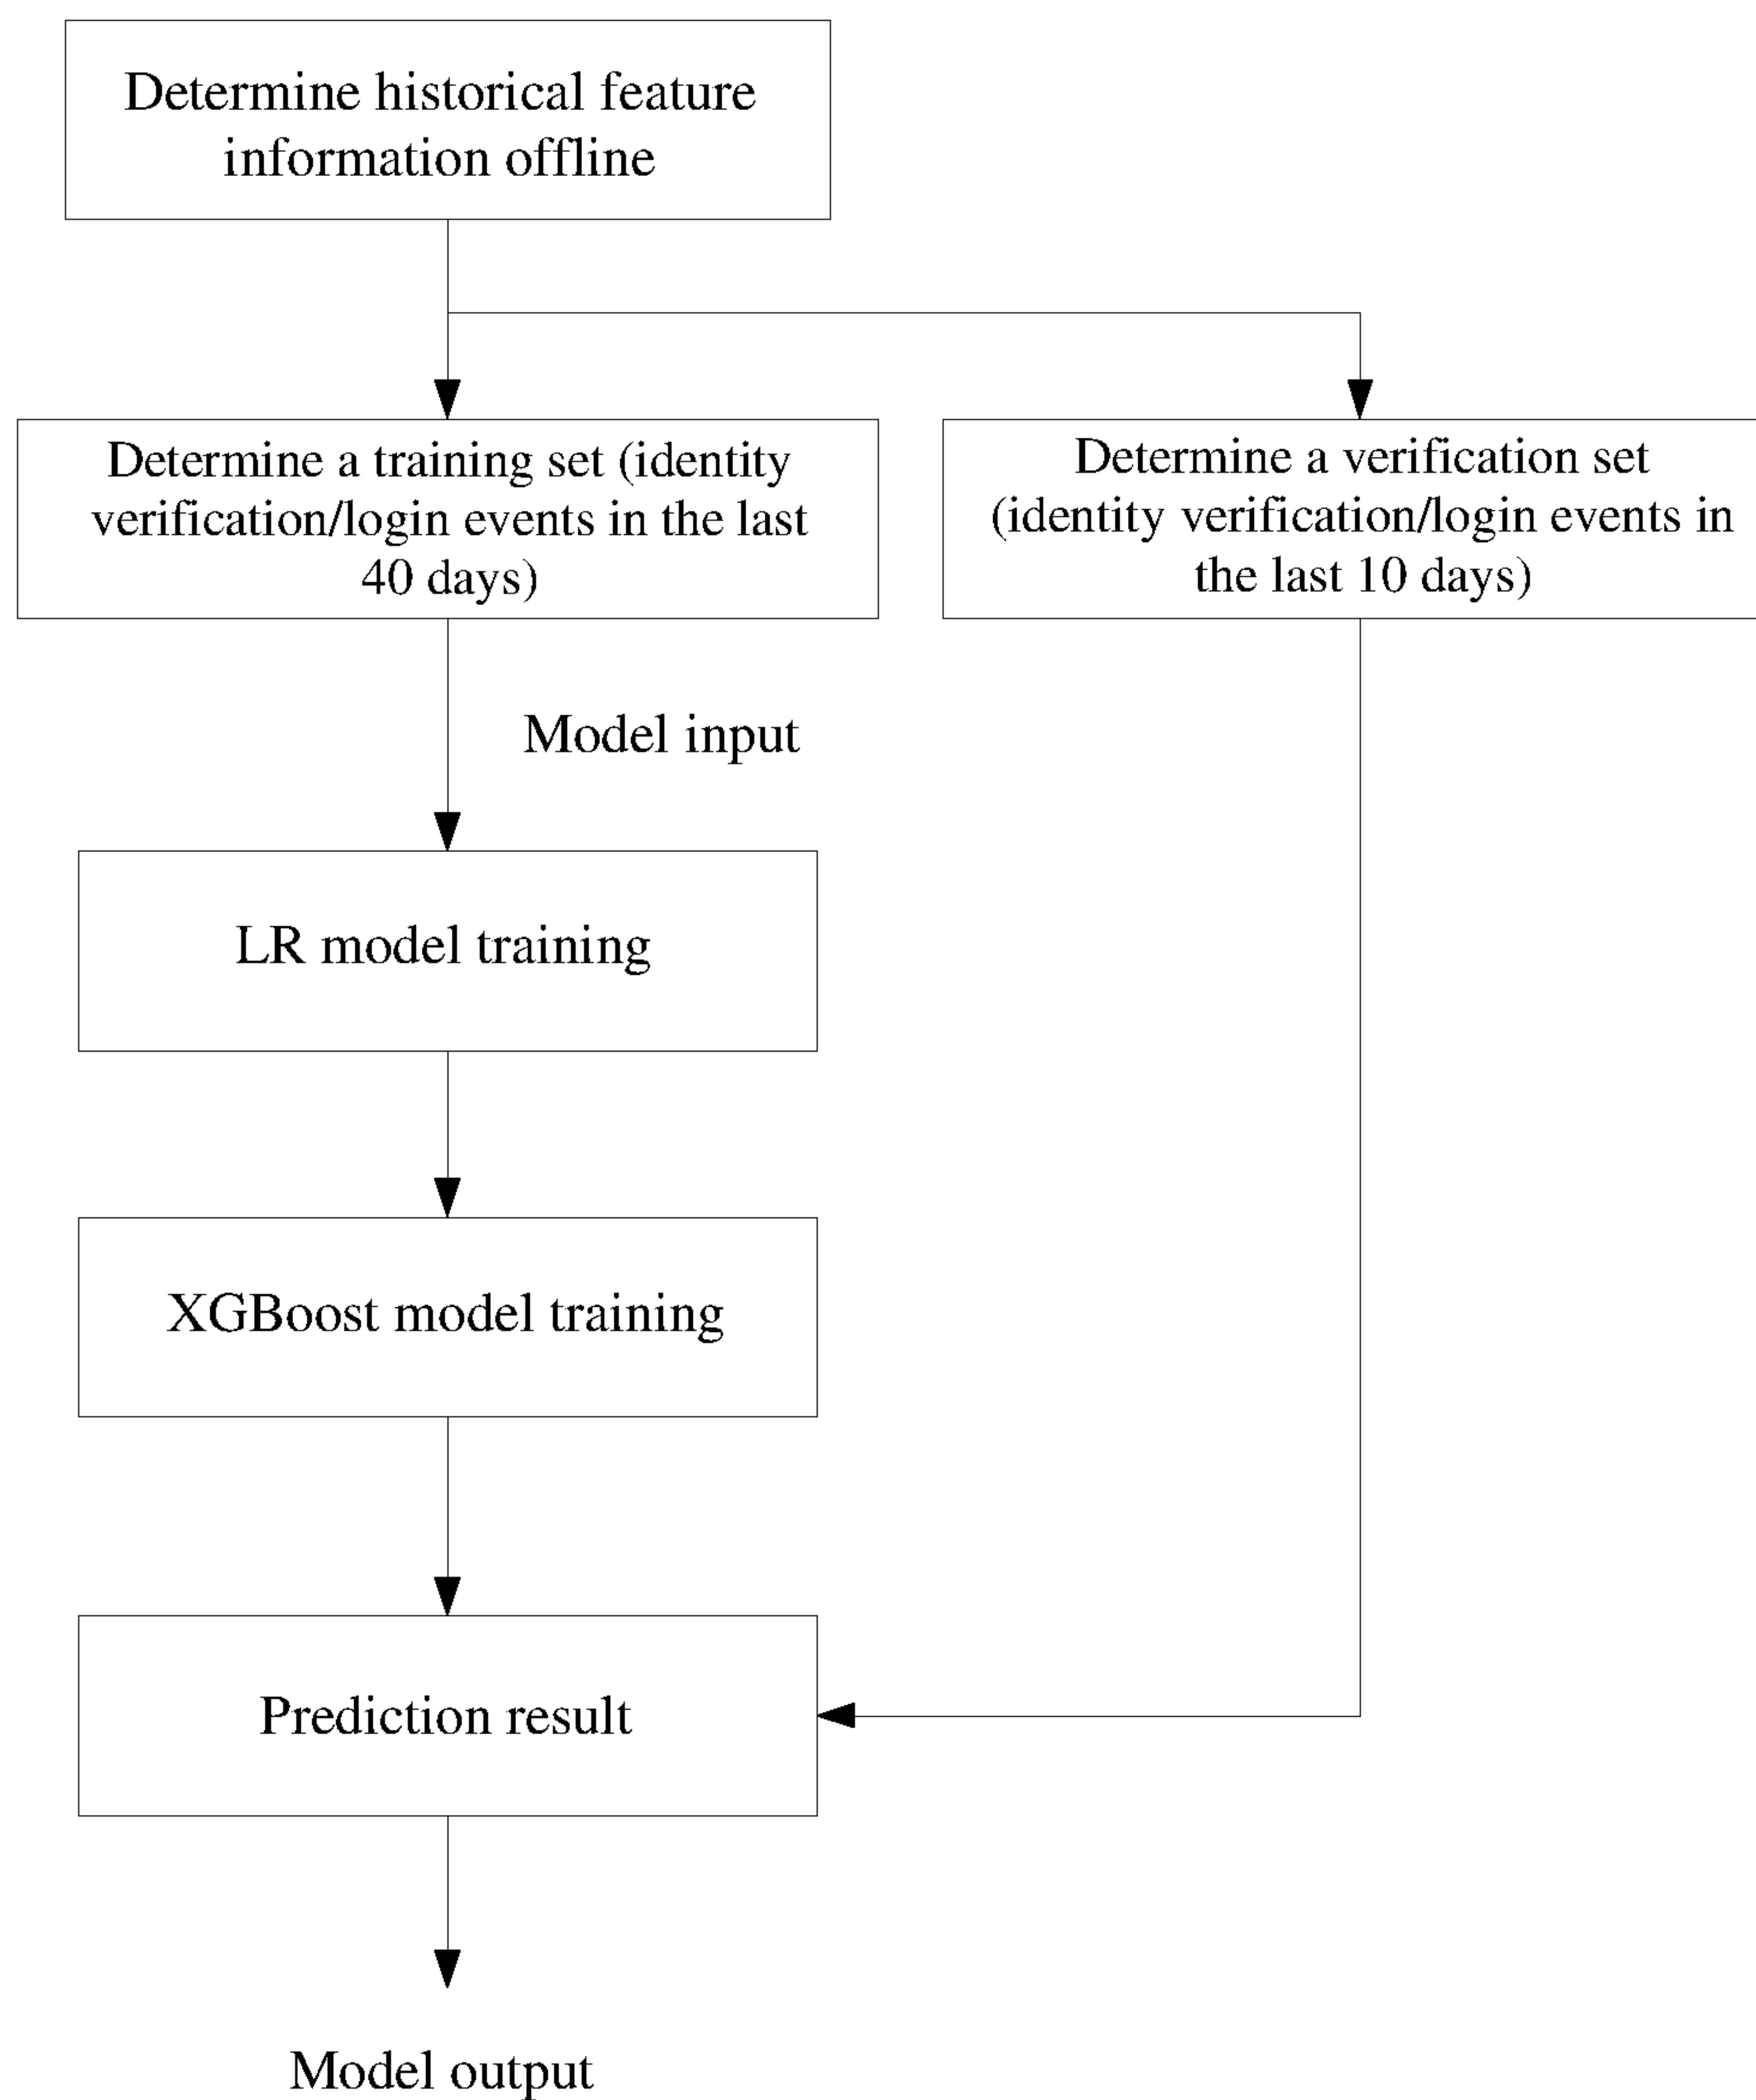 Determine historical feature
information offline
Determine a training set (identity
verification/login events in the last
40 days)
Determine a verification set
(identity verification/login events in
the last 10 days)
Model input
LR model training
XGBoost model training
Prediction result
Model output